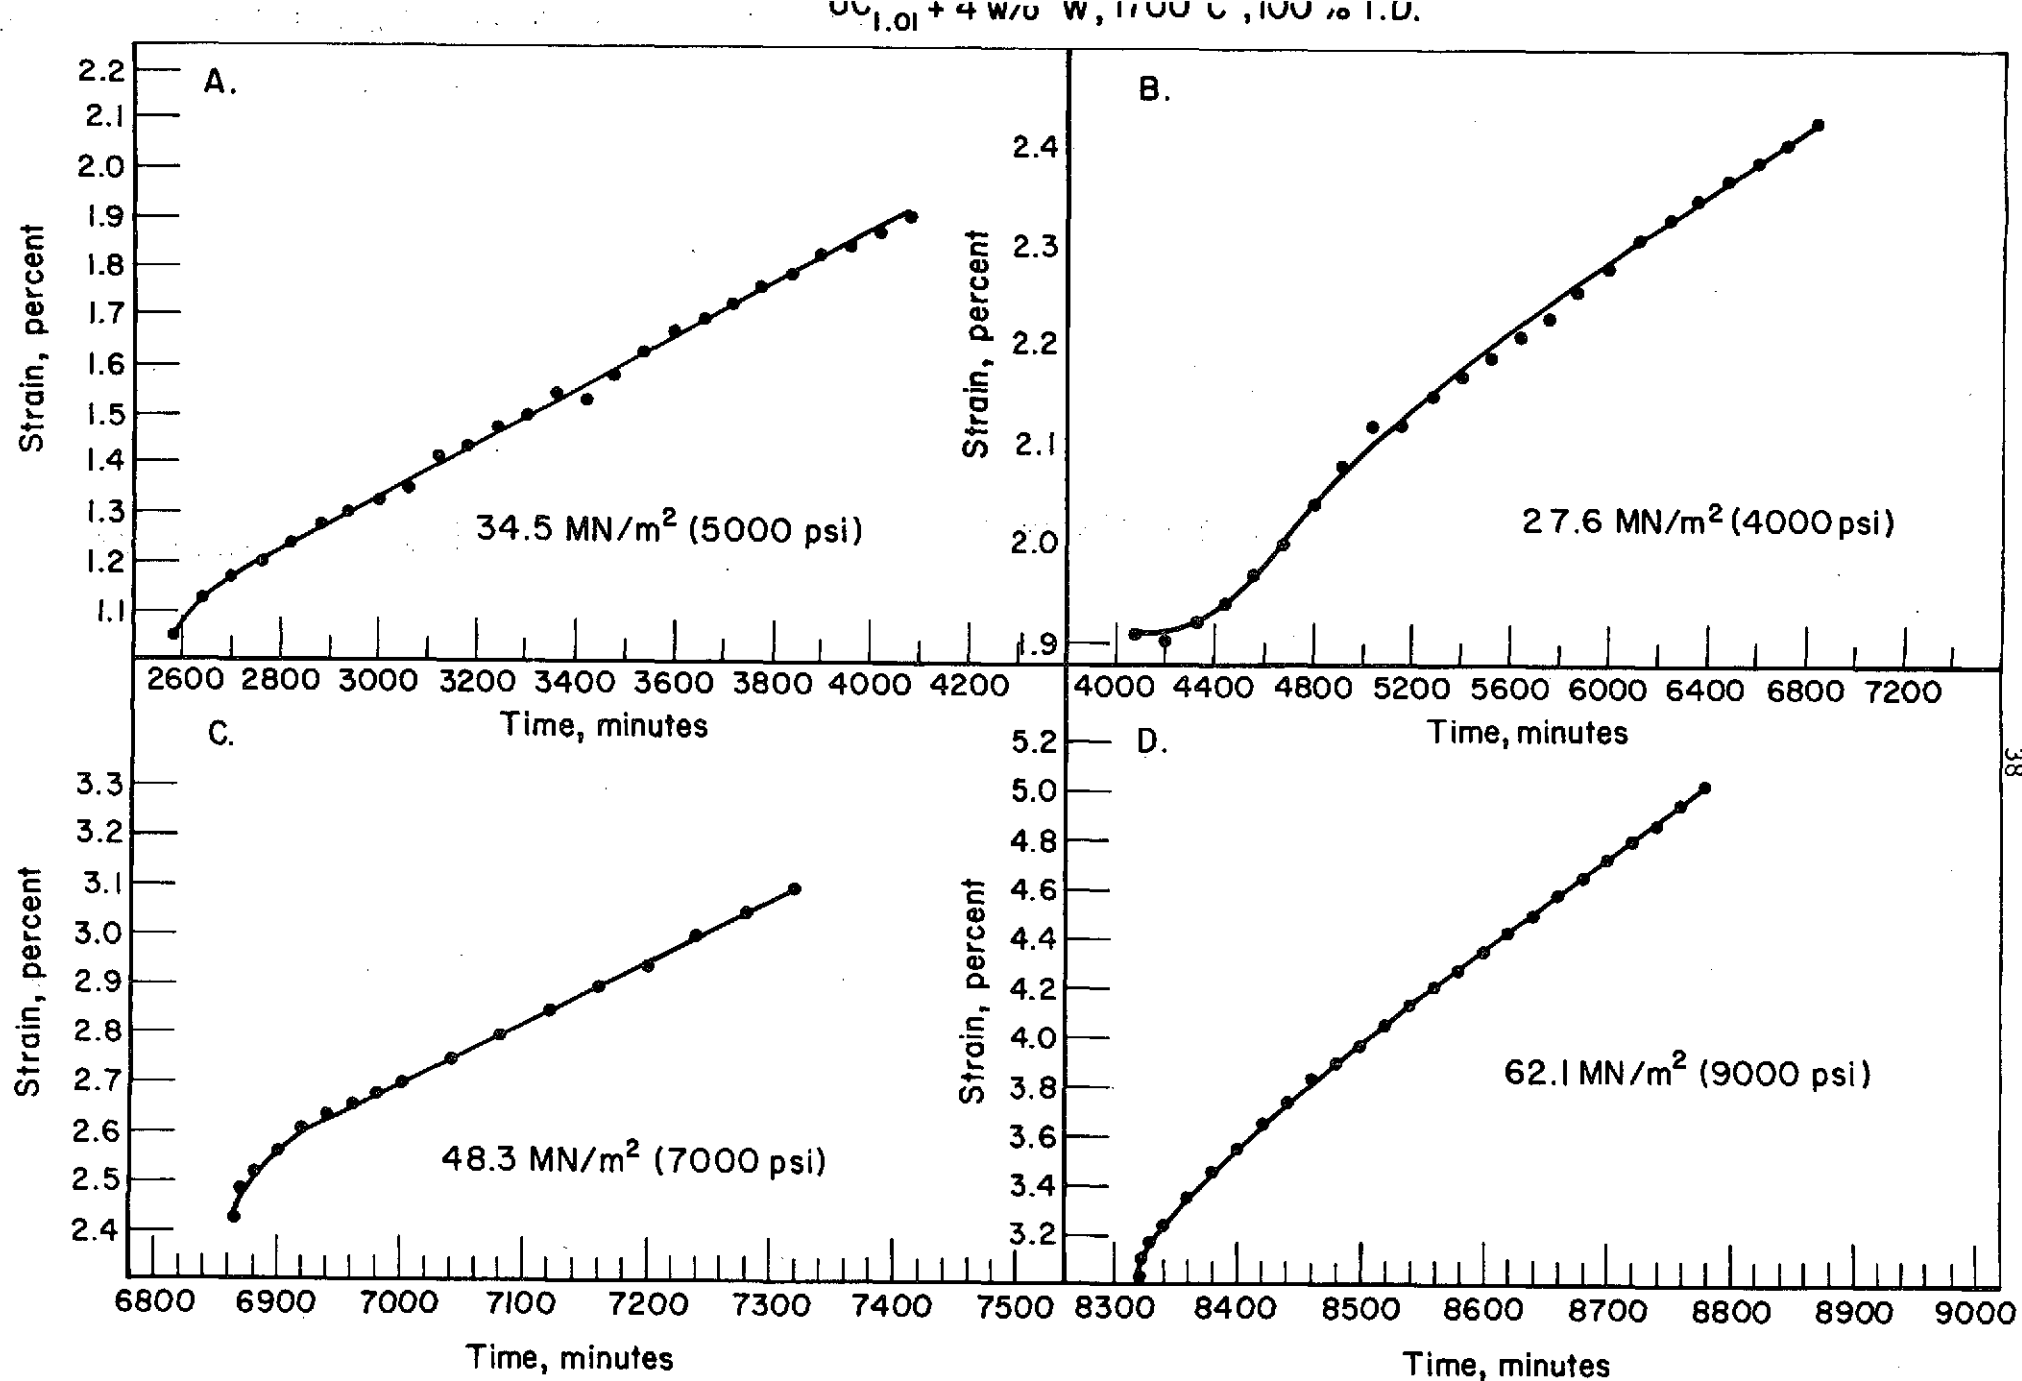 UC1.01 + 4 w/o W, 1700 C, 100 % T.D.
A.
2.2
2.1
2.0
1.9
1.8
1.7
1.6
1.5
1.4
1.3
1.2
1.1
Strain, percent
34.5 MN/m² (5000 psi)
2600 2800 3000 3200 3400 3600 3800 4000 4200
Time, minutes
B.
2.4
2.3
2.2
2.1
2.0
1.9
Strain, percent
27.6 MN/m² (4000 psi)
4000 4400 4800 5200 5600 6000 6400 6800 7200
Time, minutes
C.
3.3
3.2
3.1
3.0
2.9
2.8
2.7
2.6
2.5
2.4
Strain, percent
48.3 MN/m² (7000 psi)
6800 6900 7000 7100 7200 7300 7400 7500
Time, minutes
D.
5.2
5.0
4.8
4.6
4.4
4.2
4.0
3.8
3.6
3.4
3.2
Strain, percent
62.1 MN/m² (9000 psi)
8300 8400 8500 8600 8700 8800 8900 9000
Time, minutes
38